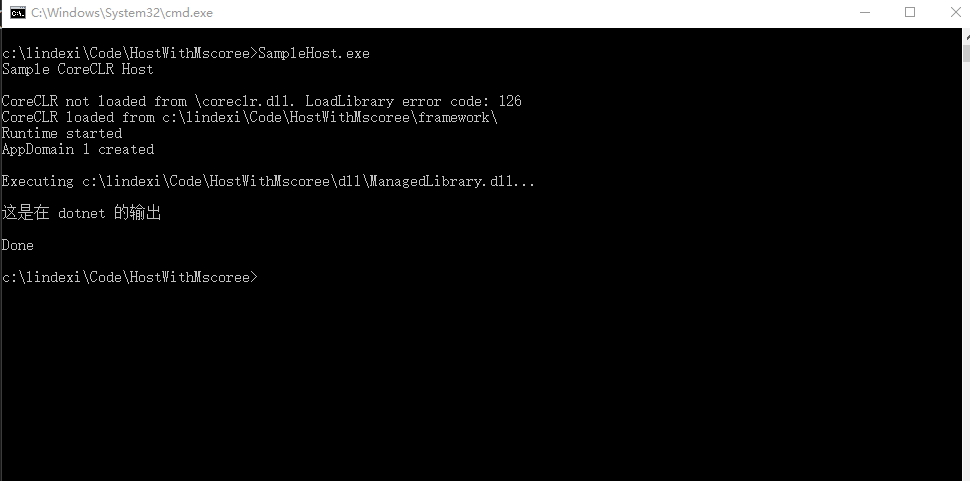 C:\Windows\System32\cmd.exe
c:\lindexi\Code\HostWithMscoree>SampleHost.exe
Sample CoreCLR Host
CoreCLR not loaded from \coreclr.dll. LoadLibrary error code: 126
CoreCLR loaded from c:\lindexi\Code\HostWithMscoree\framework\
Runtime started
AppDomain 1 created
Executing c:\lindexi\Code\HostWithMscoree\dll\ManagedLibrary.dll...
这是在 dotnet 的输出
Done
c:\lindexi\Code\HostWithMscoree>